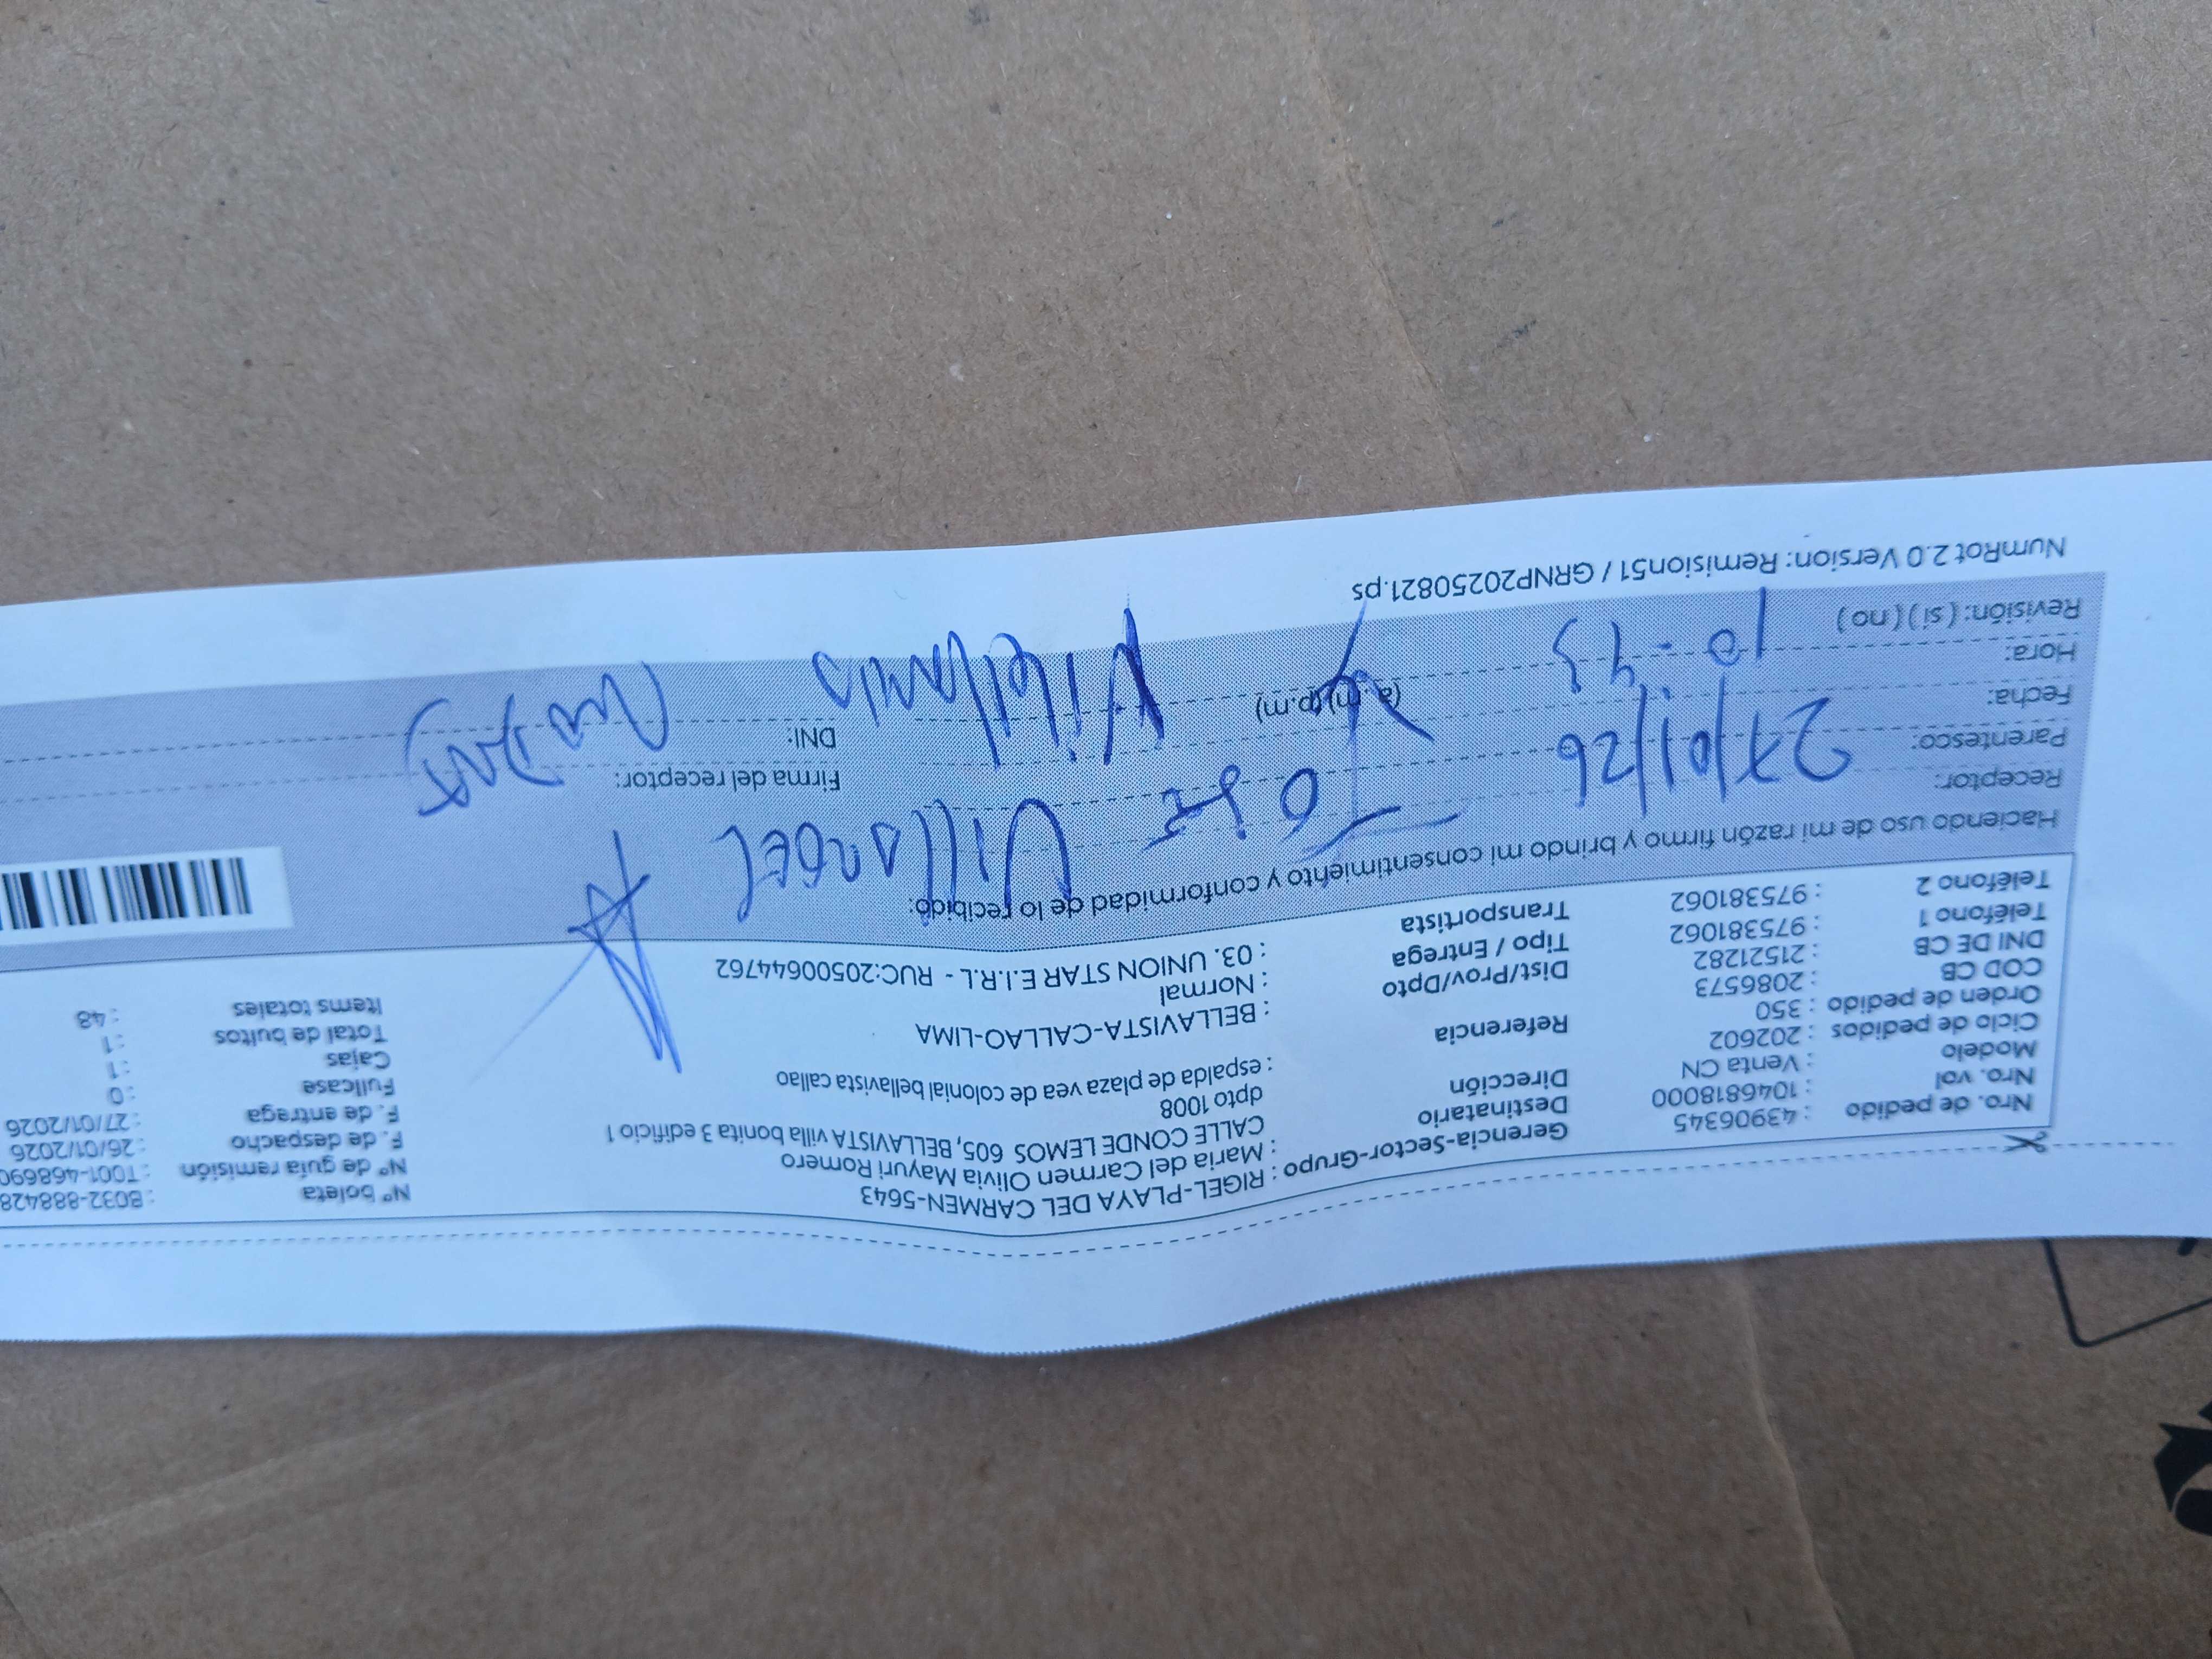 Nº boleta : B032-888428
Nº de guía remisión : T001-468690
F. de despacho : 26/01/2026
F. de entrega : 27/01/2026
Fullcase : 0
Cajas : 1
Total de bultos : 1
Items totales : 48
Gerencia-Sector-Grupo : RIGEL-PLAYA DEL CARMEN-5643
Destinatario : Maria del Carmen Olivia Mayuri Romero
Dirección CALLE CONDE LEMOS 605, BELLAVISTA villa bonita 3 edificio 1
dpto 1008
Referencia : espalda de plaza vea de colonial bellavista callao
Dist/Prov/Dpto : BELLAVISTA-CALLAO-LIMA
Tipo / Entrega : Normal
Transportista : 03. UNION STAR E.I.R.L - RUC:20500644762
Nro. de pedido : 43906345
Nro. vol : 1046818000
Modelo : Venta CN
Ciclo de pedidos : 202602
Orden de pedido : 350
COD CB : 2086573
DNI DE CB : 21521282
Teléfono 1 : 975381062
Teléfono 2 : 975381062
Haciendo uso de mi razón firmo y brindo mi consentimiento y conformidad de lo recibido:
Receptor: JOSE VILLAROEL
Parentesco:
Fecha: 27/01/26
Hora: 10-43 (a.m) (p.m)
Revisión: ( si ) ( no )
Firma del receptor:
DNI:
NumRot 2.0 Version: Remision51 / GRNP20250821.ps